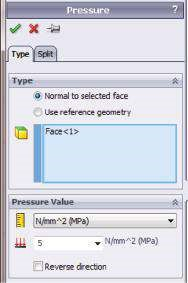 Pressure ?
Type Split
Type
Normal to selected face
Use reference geometry
Face<1>
Pressure Value
N/mm^2 (MPa)
5 N/mm^2 (MPa)
Reverse direction